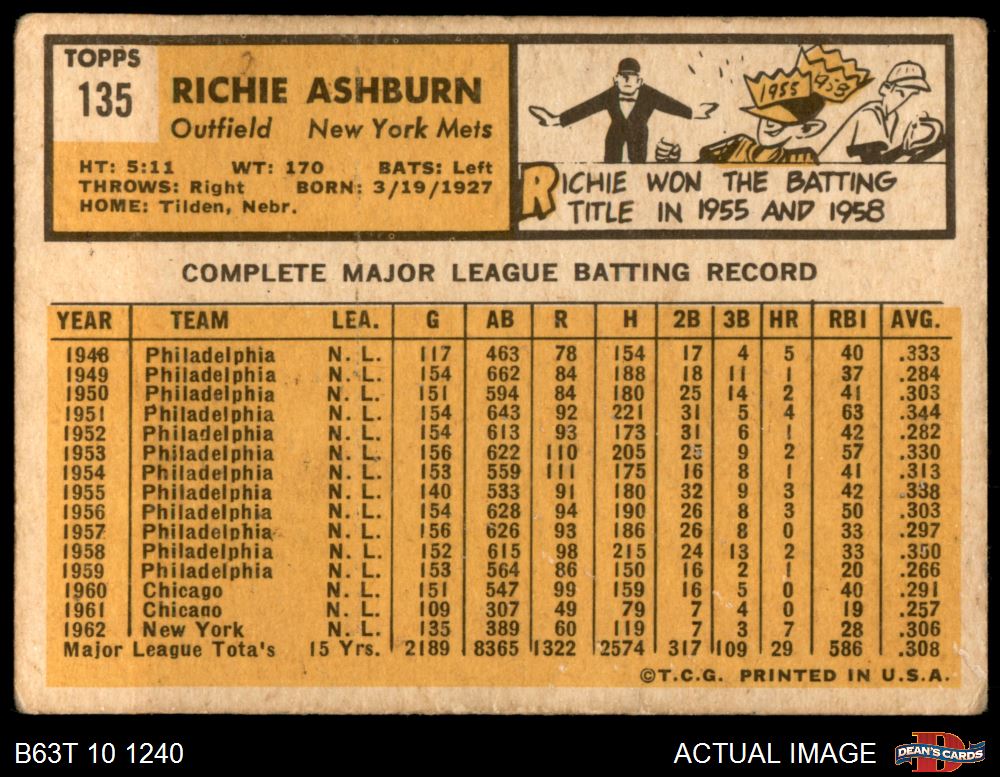 TOPPS
135
RICHIE ASHBURN
Outfield New York Mets
HT: 5:11 WT: 170 BATS: Left
THROWS: Right BORN: 3/19/1927
HOME: Tilden, Nebr.
1955 1958
RICHIE WON THE BATTING
TITLE IN 1955 AND 1958
COMPLETE MAJOR LEAGUE BATTING RECORD
YEAR TEAM LEA. G AB R H 2B 3B HR RBI AVG.
1948 Philadelphia N. L. 117 463 78 154 17 4 5 40 .333
1949 Philadelphia N. L. 154 662 84 188 18 11 1 37 .284
1950 Philadelphia N. L. 151 594 84 180 25 14 2 41 .303
1951 Philadelphia N. L. 154 643 92 221 31 5 4 63 .344
1952 Philadelphia N. L. 154 613 93 173 31 6 1 42 .282
1953 Philadelphia N. L. 156 622 110 205 25 9 2 57 .330
1954 Philadelphia N. L. 153 559 111 175 16 8 1 41 .313
1955 Philadelphia N. L. 140 533 91 180 32 9 3 42 .338
1956 Philadelphia N. L. 154 628 94 190 26 8 3 50 .303
1957 Philadelphia N. L. 156 626 93 186 26 8 0 33 .297
1958 Philadelphia N. L. 152 615 98 215 24 13 2 33 .350
1959 Philadelphia N. L. 153 564 86 150 16 2 1 20 .266
1960 Chicago N. L. 151 547 99 159 16 5 0 40 .291
1961 Chicago N. L. 109 307 49 79 7 4 0 19 .257
1962 New York N. L. 135 389 60 119 7 3 7 28 .306
Major League Tota's 15 Yrs. 2189 8365 1322 2574 317 109 29 586 .308
©T.C.G. PRINTED IN U.S.A.
B63T 10 1240 ACTUAL IMAGE DEAN'S CARDS